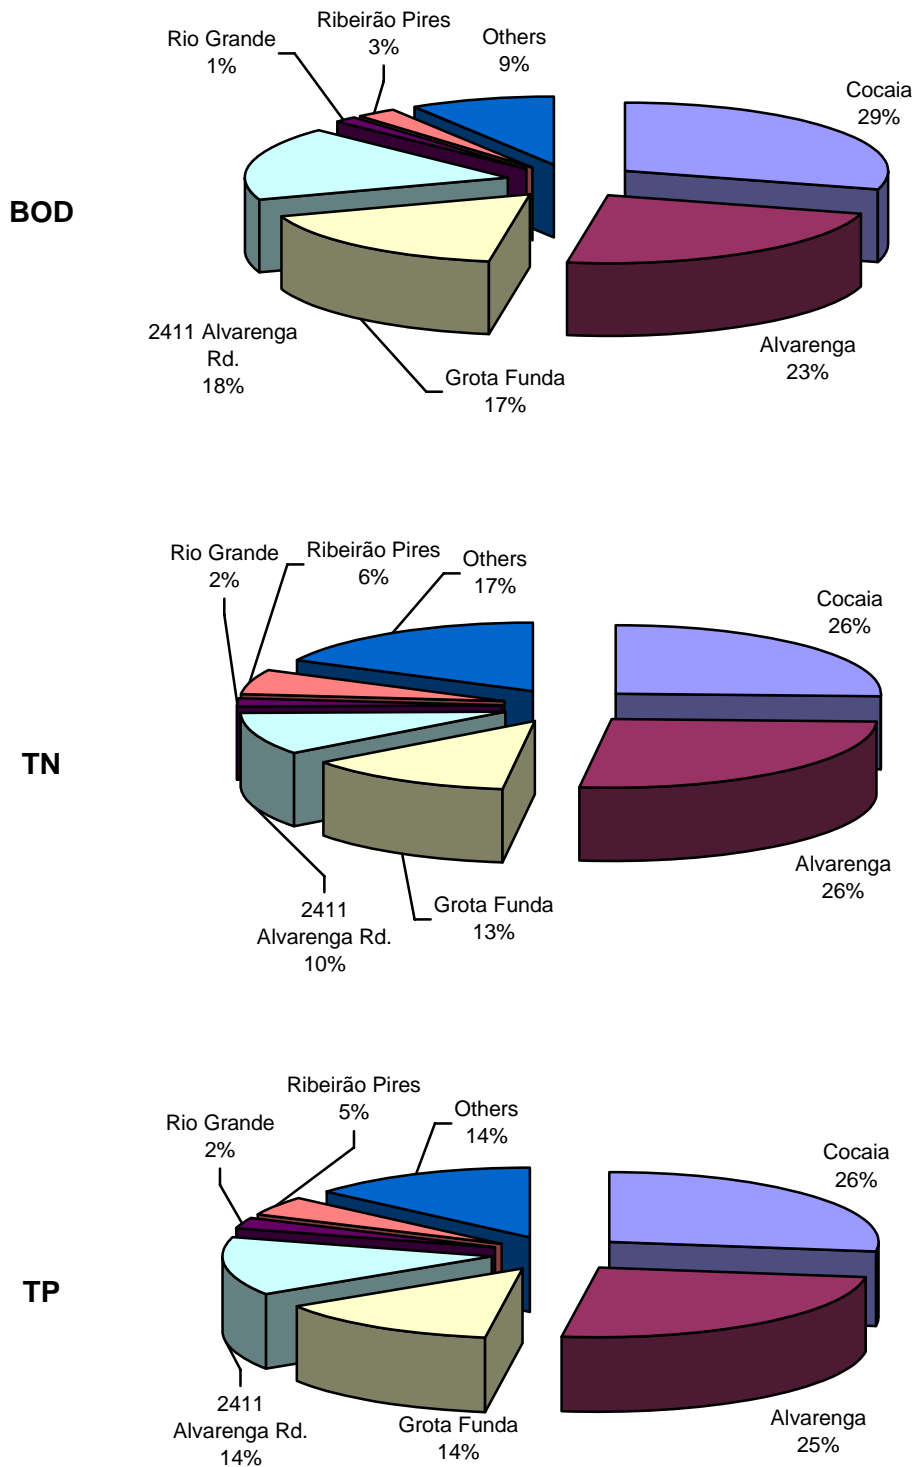 BOD
Rio Grande
1%
Ribeirão Pires
3%
Others
9%
Cocaia
29%
2411 Alvarenga
Rd.
18%
Grota Funda
17%
Alvarenga
23%
TN
Rio Grande
2%
Ribeirão Pires
6%
Others
17%
Cocaia
26%
2411
Alvarenga Rd.
10%
Grota Funda
13%
Alvarenga
26%
TP
Rio Grande
2%
Ribeirão Pires
5%
Others
14%
Cocaia
26%
2411
Alvarenga Rd.
14%
Grota Funda
14%
Alvarenga
25%